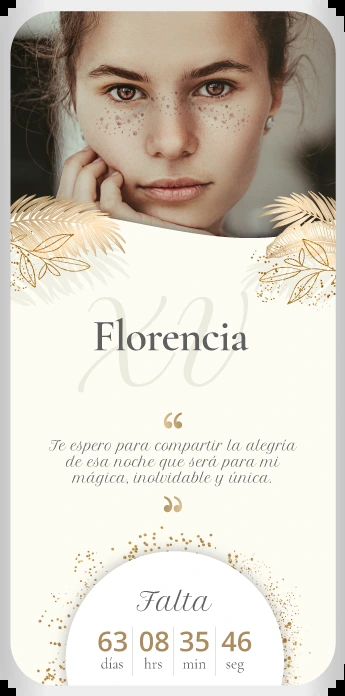 xv
Florencia
“
Te espero para compartir la alegría
de esa noche que será para mi
mágica, inolvidable y única.
”
Falta
63 08 35 46
días hrs min seg